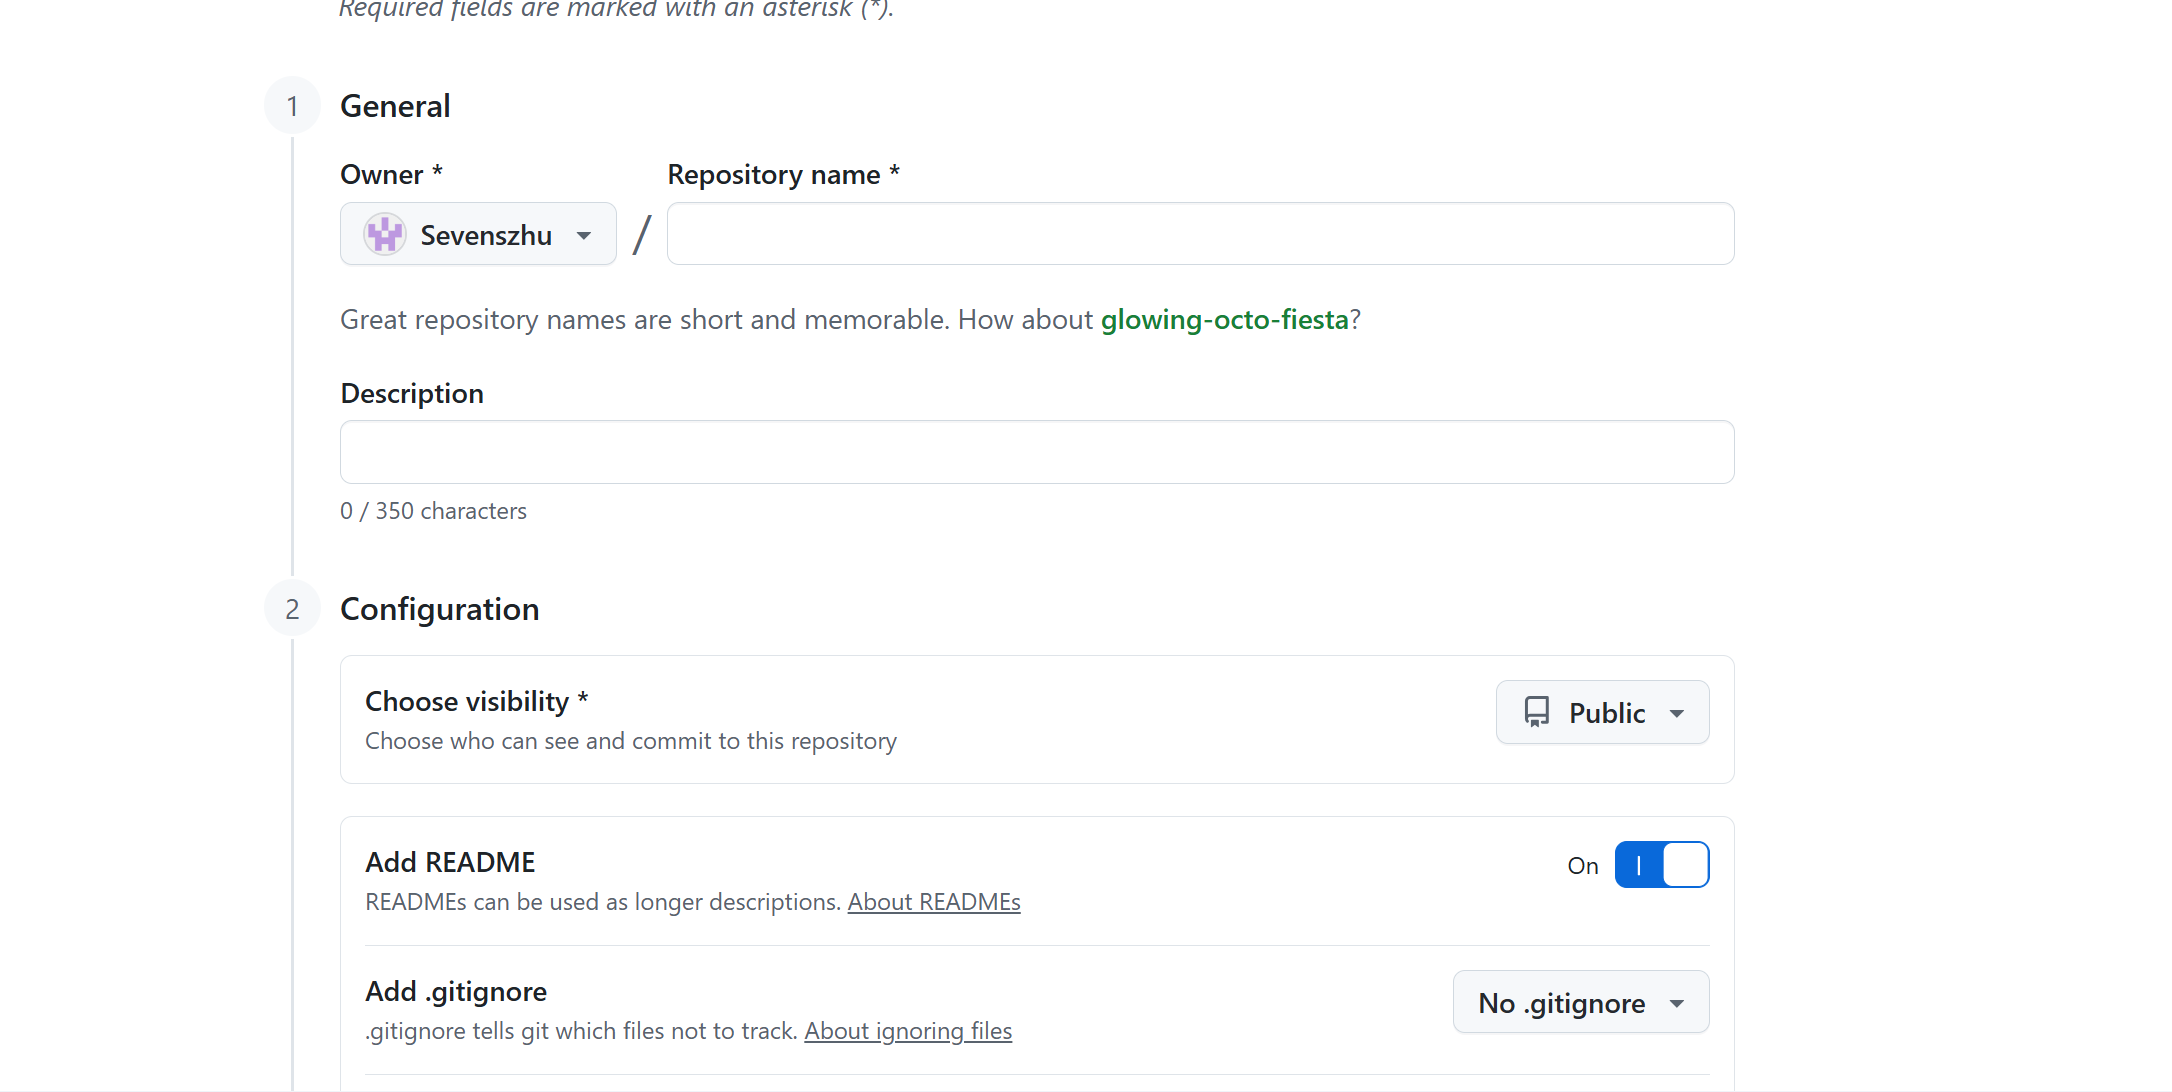 Required fields are marked with an asterisk (*).
1 General
Owner * Repository name *
Sevenszhu /
Great repository names are short and memorable. How about glowing-octo-fiesta?
Description
0 / 350 characters
2 Configuration
Choose visibility *
Choose who can see and commit to this repository
Public
Add README
READMEs can be used as longer descriptions. About READMEs
On
Add .gitignore
.gitignore tells git which files not to track. About ignoring files
No .gitignore